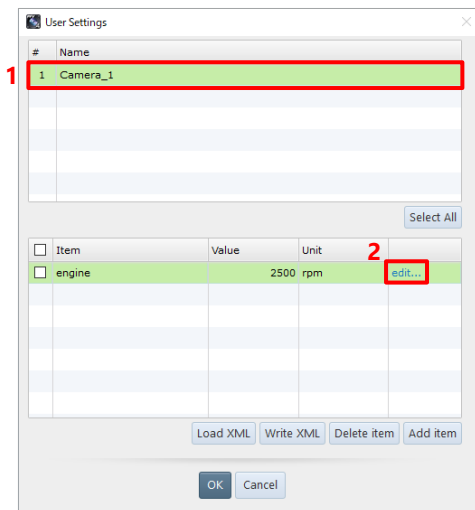 User Settings
# Name
1 1 Camera_1
Select All
Item Value Unit 2
engine 2500 rpm edit...
Load XML Write XML Delete item Add item
OK Cancel